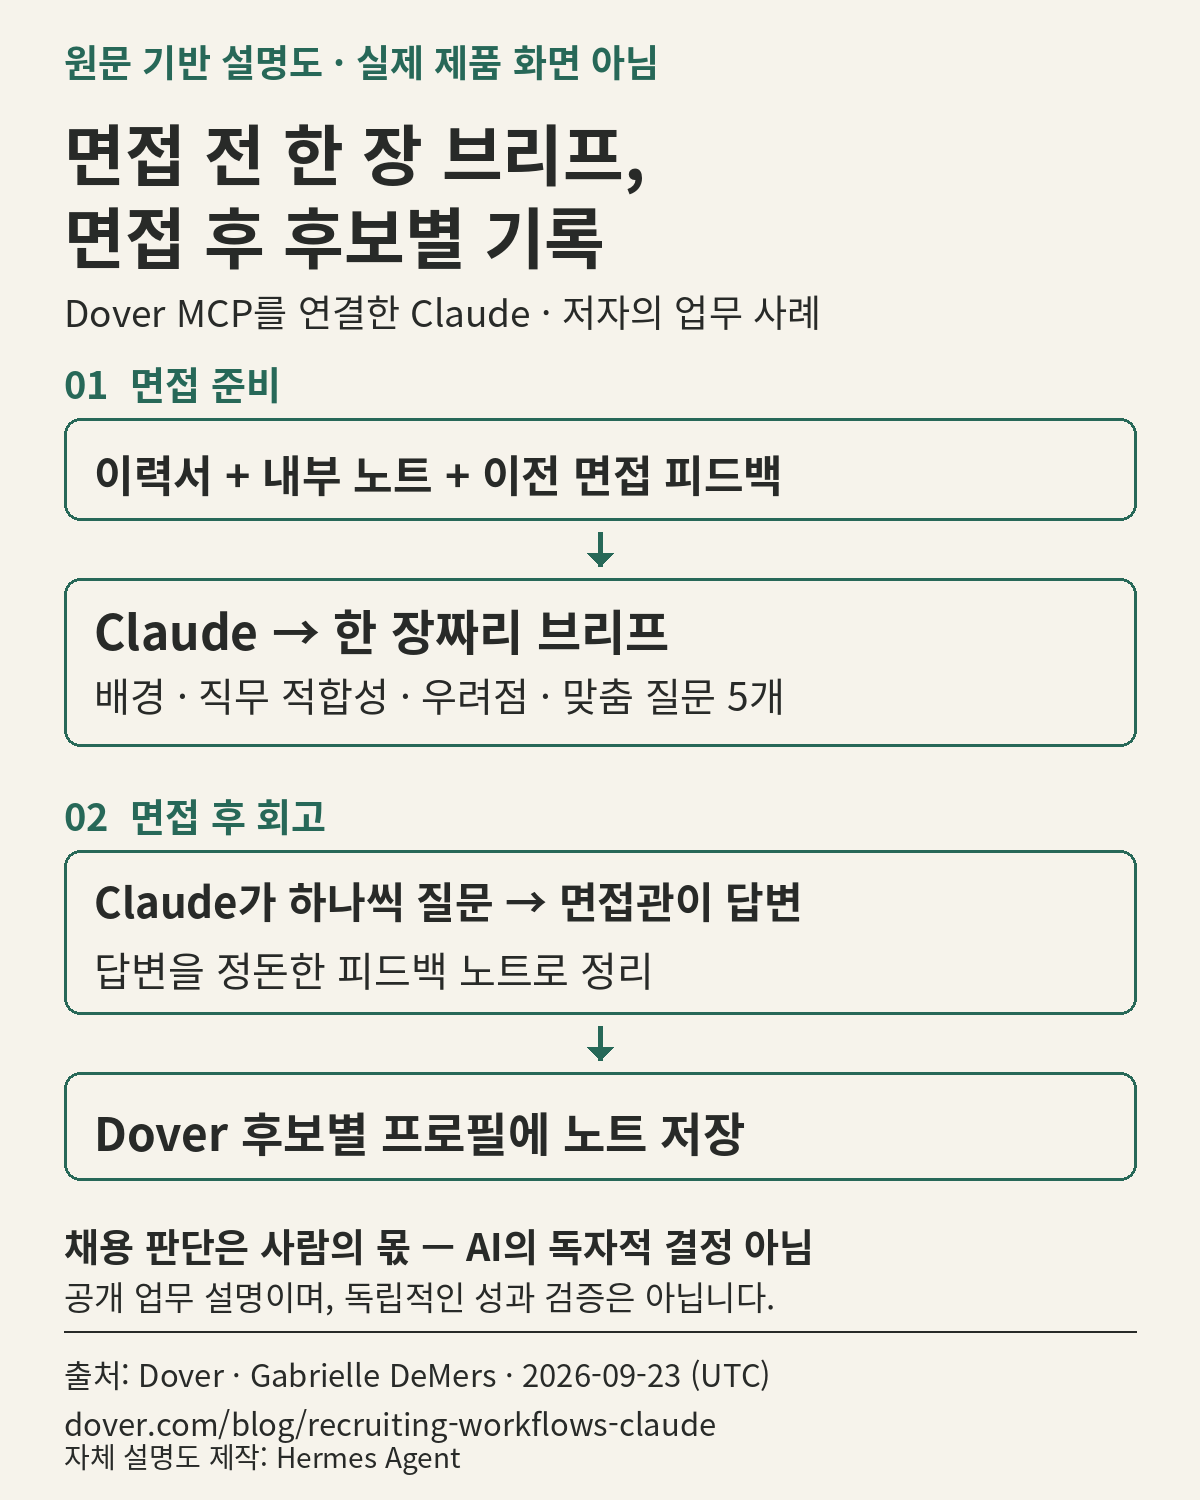 원문 기반 설명도 · 실제 제품 화면 아님
면접 전 한 장 브리프,
면접 후 후보별 기록
Dover MCP를 연결한 Claude · 저자의 업무 사례
01 면접 준비
이력서 + 내부 노트 + 이전 면접 피드백
Claude → 한 장짜리 브리프
배경 · 직무 적합성 · 우려점 · 맞춤 질문 5개
02 면접 후 회고
Claude가 하나씩 질문 → 면접관이 답변
답변을 정돈한 피드백 노트로 정리
Dover 후보별 프로필에 노트 저장
채용 판단은 사람의 몫 — AI의 독자적 결정 아님
공개 업무 설명이며, 독립적인 성과 검증은 아닙니다.
출처: Dover · Gabrielle DeMers · 2026-09-23 (UTC)
dover.com/blog/recruiting-workflows-claude
자체 설명도 제작: Hermes Agent